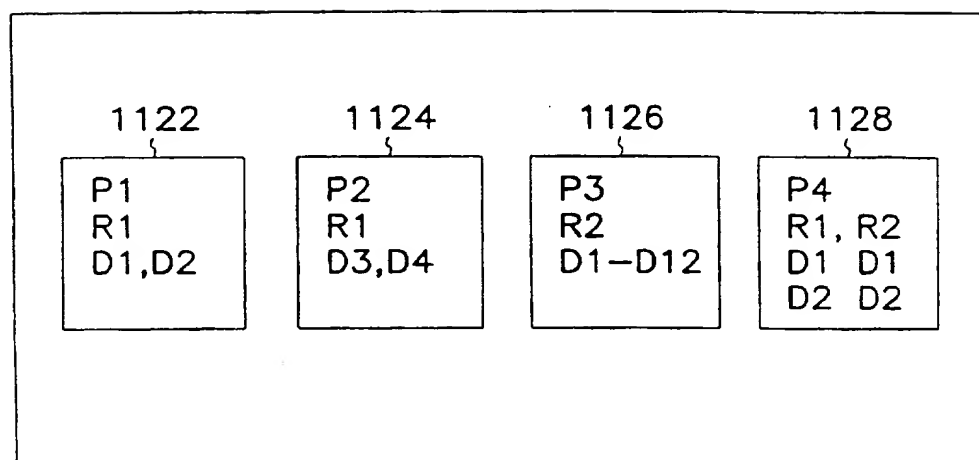 1122 1124 1126 1128
P1
R1
D1,D2
P2
R1
D3,D4
P3
R2
D1-D12
P4
R1, R2
D1 D1
D2 D2